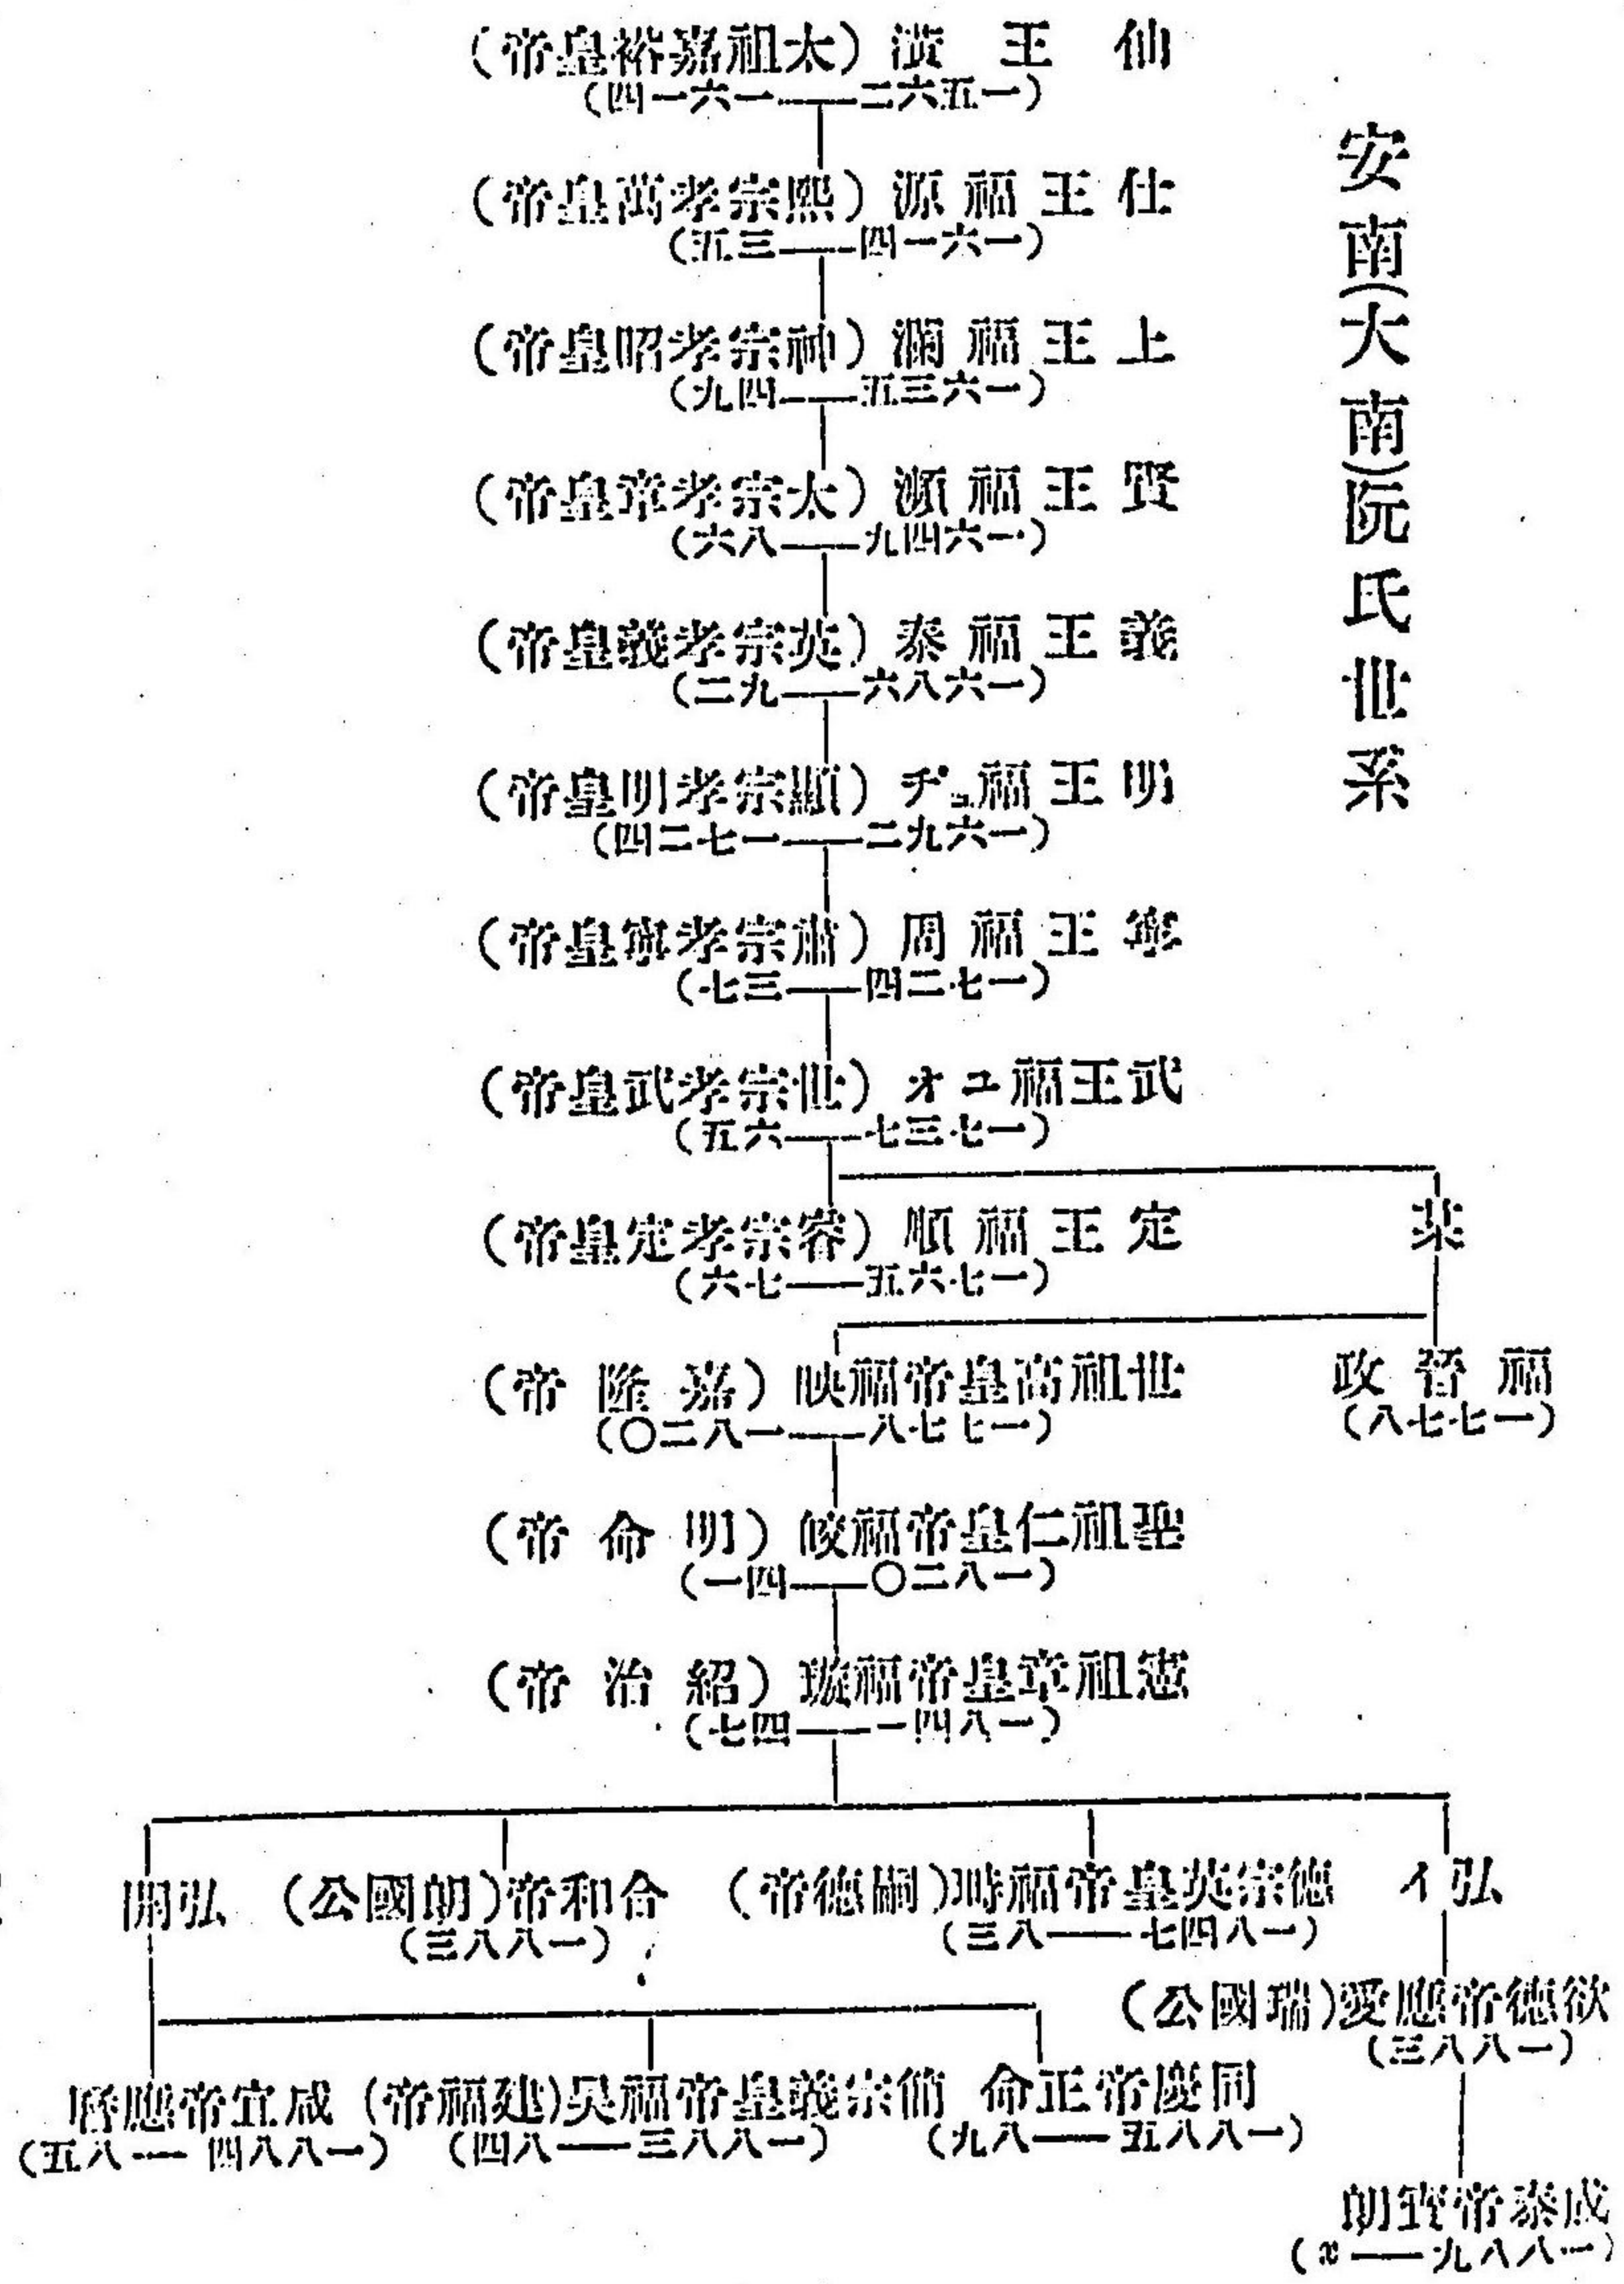 安南(大南)阮氏世系
仙王潢(太祖嘉裕皇帝)
(一五六二——一六一四)
仕王福源(熙宗孝萬皇帝)
(一六一四——三五)
上王福瀾(神宗孝昭皇帝)
(一六三五——四九)
賢王福瀕(太宗孝章皇帝)
(一六四九——八六)
義王福泰(英宗孝義皇帝)
(一六八六——九二)
明王福チュ(顯宗孝明皇帝)
(一六九二——一七二四)
寧王福周(肅宗孝寧皇帝)
(一七二四——三七)
武王福ユオ(世宗孝武皇帝)
(一七三七——六五)
定王福順(睿宗孝定皇帝)
(一七六五——七六)
福晉政
(一七七八)
世祖高皇帝福映(嘉隆帝)
(一七七八——一八二〇)
聖祖仁皇帝福皎(明命帝)
(一八二〇——四一)
憲祖章皇帝福璇(紹治帝)
(一八四一——四七)
弘イ
德宗英皇帝福時(嗣德帝)
(一八四七——八三)
合和帝(朗國公)
(一八八三)
弘開
欲德帝應愛(瑞國公)
(一八八三)
同慶帝正命
(一八八五——八九)
簡宗義皇帝福昊(建福帝)
(一八八三——八四)
咸宜帝應
(一八八四——八五)
成泰帝寶朗
(一八八九——x)